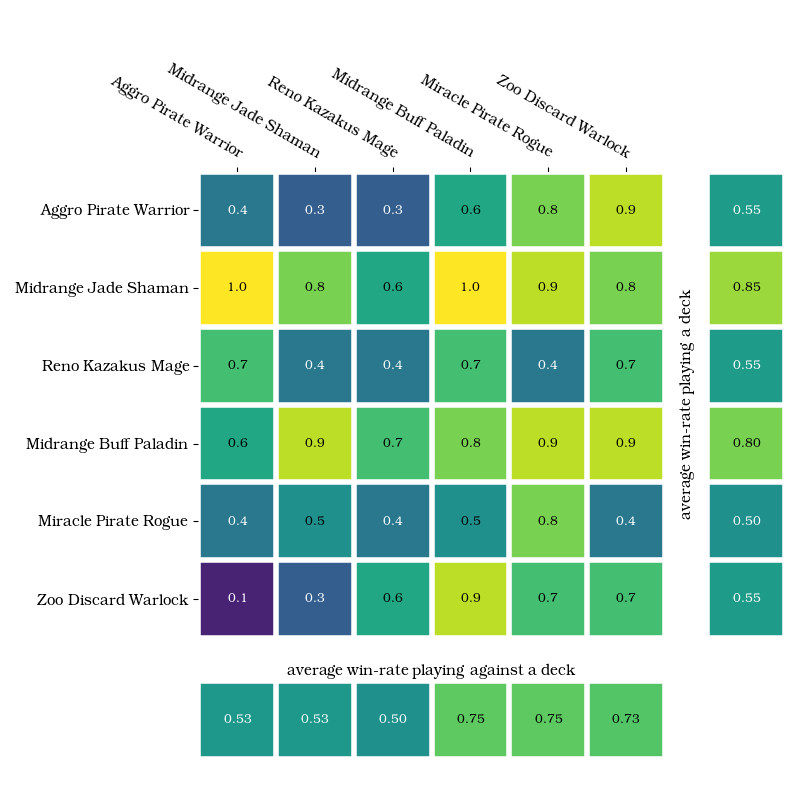 Aggro Pirate Warrior
Midrange Jade Shaman
Reno Kazakus Mage
Midrange Buff Paladin
Miracle Pirate Rogue
Zoo Discard Warlock
Aggro Pirate Warrior 0.4 0.3 0.3 0.6 0.8 0.9 0.55
Midrange Jade Shaman 1.0 0.8 0.6 1.0 0.9 0.8 0.85
Reno Kazakus Mage 0.7 0.4 0.4 0.7 0.4 0.7 0.55
Midrange Buff Paladin 0.6 0.9 0.7 0.8 0.9 0.9 0.80
Miracle Pirate Rogue 0.4 0.5 0.4 0.5 0.8 0.4 0.50
Zoo Discard Warlock 0.1 0.3 0.6 0.9 0.7 0.7 0.55
average win-rate playing a deck
average win-rate playing against a deck
0.53 0.53 0.50 0.75 0.75 0.73